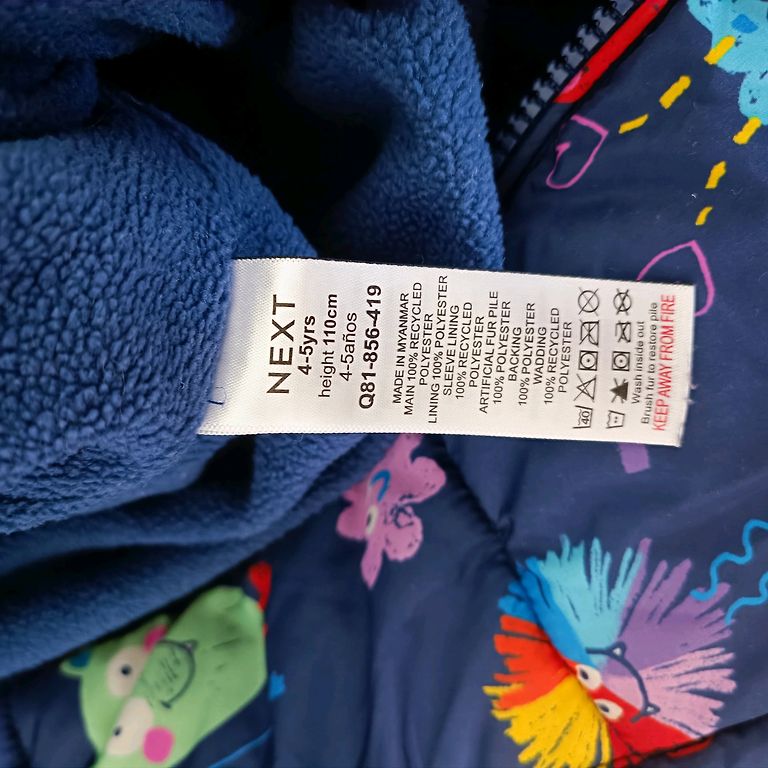 NEXT
4-5yrs
height 110cm
4-5años
Q81-856-419
MADE IN MYANMAR
MAIN 100% RECYCLED
POLYESTER
LINING 100% POLYESTER
SLEEVE LINING
100% RECYCLED
POLYESTER
ARTIFICIAL FUR PILE
100% POLYESTER
BACKING
100% POLYESTER
WADDING
100% RECYCLED
POLYESTER
40
Wash inside out
Brush fur to restore pile
KEEP AWAY FROM FIRE